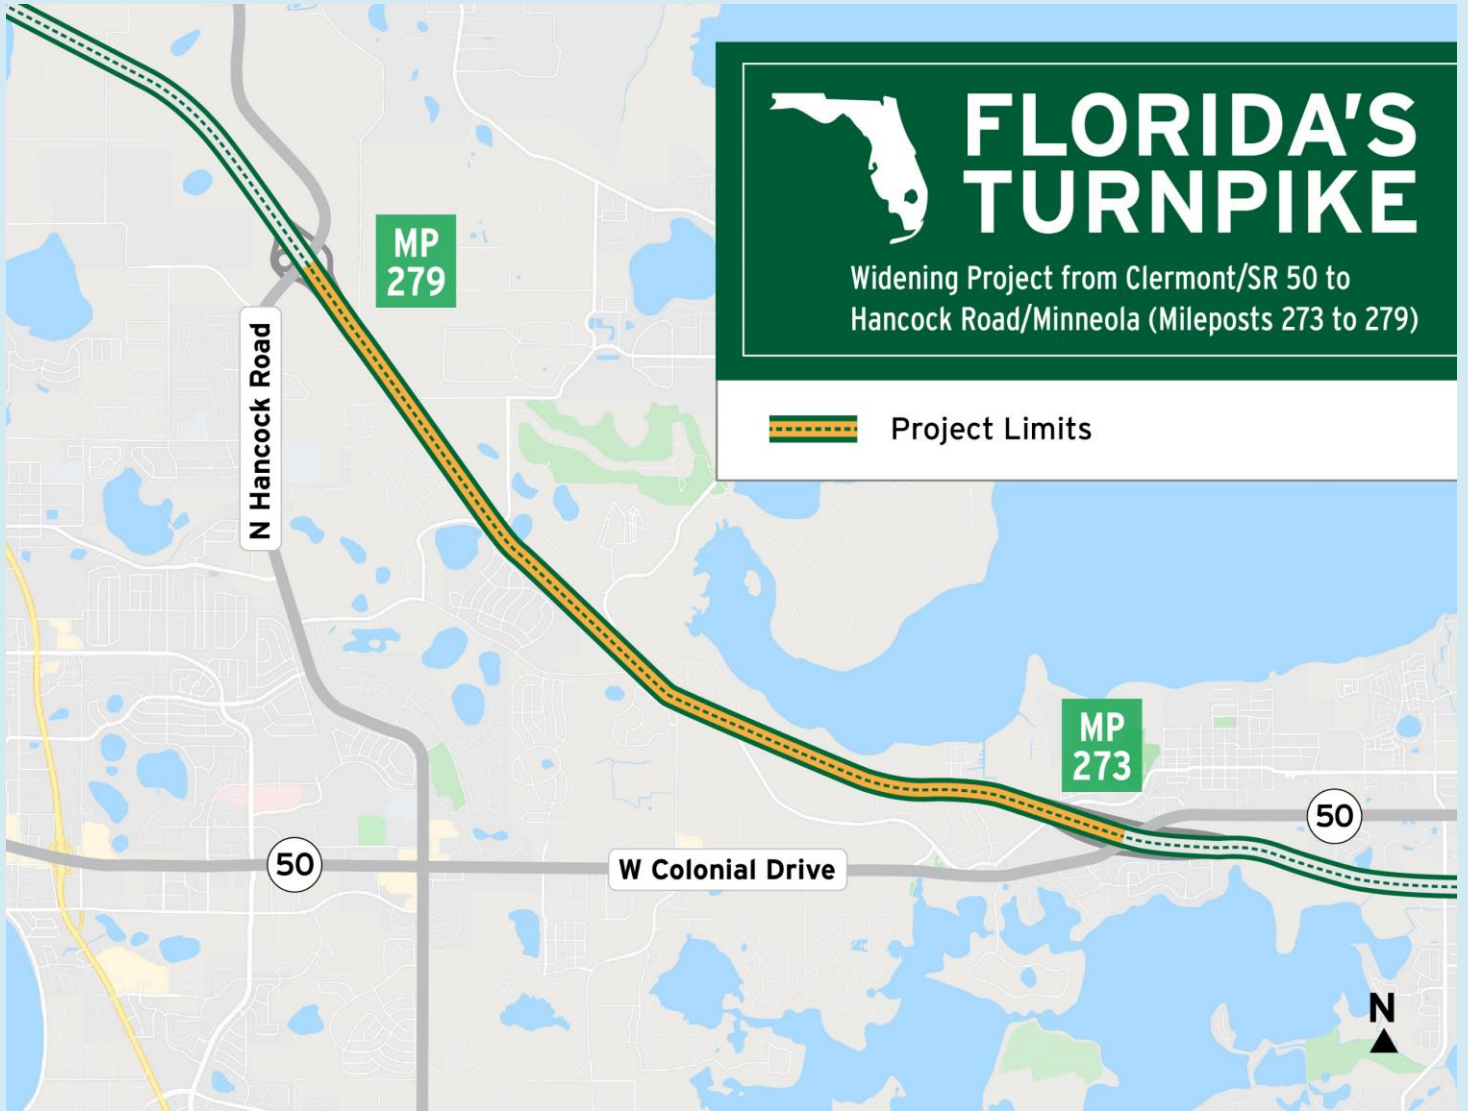 FLORIDA'S
TURNPIKE
Widening Project from Clermont/SR 50 to
Hancock Road/Minneola (Mileposts 273 to 279)
Project Limits
MP
279
N Hancock Road
MP
273
50
50
W Colonial Drive
N